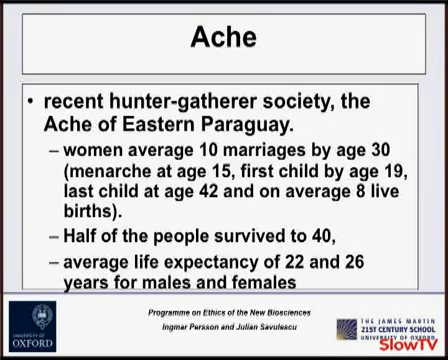 Ache
• recent hunter-gatherer society, the
Ache of Eastern Paraguay.
– women average 10 marriages by age 30
(menarche at age 15, first child by age 19,
last child at age 42 and on average 8 live
births).
– Half of the people survived to 40,
– average life expectancy of 22 and 26
years for males and females
Programme on Ethics of the New Biosciences
Ingmar Persson and Julian Savulescu
UNIVERSITY OF
OXFORD
THE JAMES MARTIN
21ST CENTURY SCHOOL
UNIVERSITY OF OXFORD
SlowTV